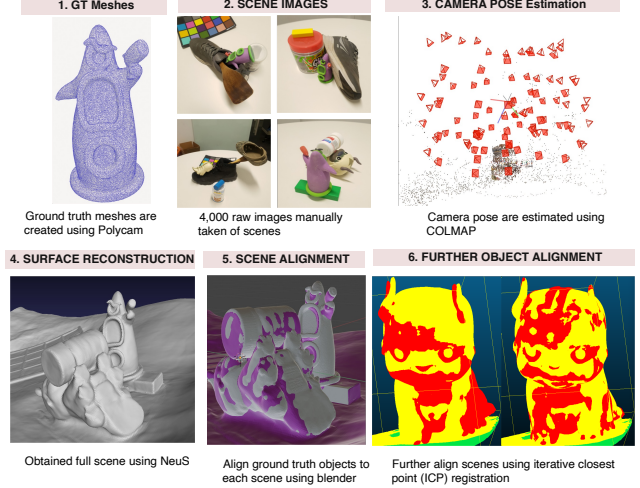 1. GT Meshes
2. SCENE IMAGES
3. CAMERA POSE Estimation
Ground truth meshes are
created using Polycam
4,000 raw images manually
taken of scenes
Camera pose are estimated using
COLMAP
4. SURFACE RECONSTRUCTION
5. SCENE ALIGNMENT
6. FURTHER OBJECT ALIGNMENT
Obtained full scene using NeuS
Align ground truth objects to
each scene using blender
Further align scenes using iterative closest
point (ICP) registration